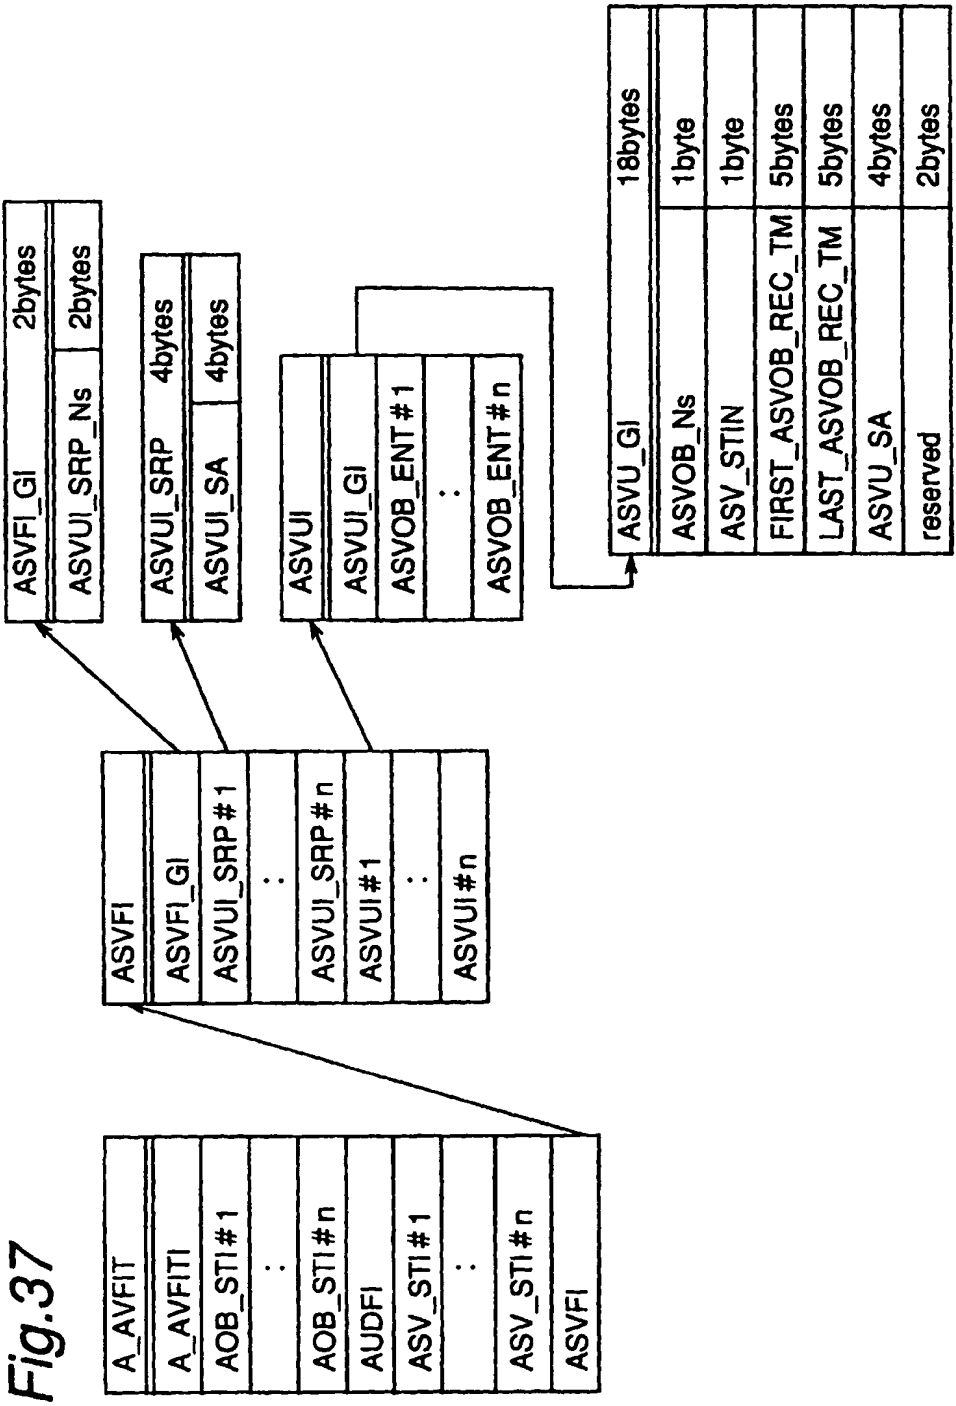 Fig.37
A_AVFIT
A_AVFITI
AOB_STI#1
:
AOB_STI#n
AUDFI
ASV_STI#1
:
ASV_STI#n
ASVFI
ASVFI
ASVFI_GI
ASVUI_SRP#1
:
ASVUI_SRP#n
ASVUI#1
:
ASVUI#n
ASVFI_GI 2bytes
ASVUI_SRP_Ns 2bytes
ASVUI_SRP 4bytes
ASVUI_SA 4bytes
ASVUI
ASVU_GI
ASVOB_ENT#1
:
ASVOB_ENT#n
ASVU_GI 18bytes
ASVOB_Ns 1byte
ASV_STIN 1byte
FIRST_ASVOB_REC_TM 5bytes
LAST_ASVOB_REC_TM 5bytes
ASVU_SA 4bytes
reserved 2bytes